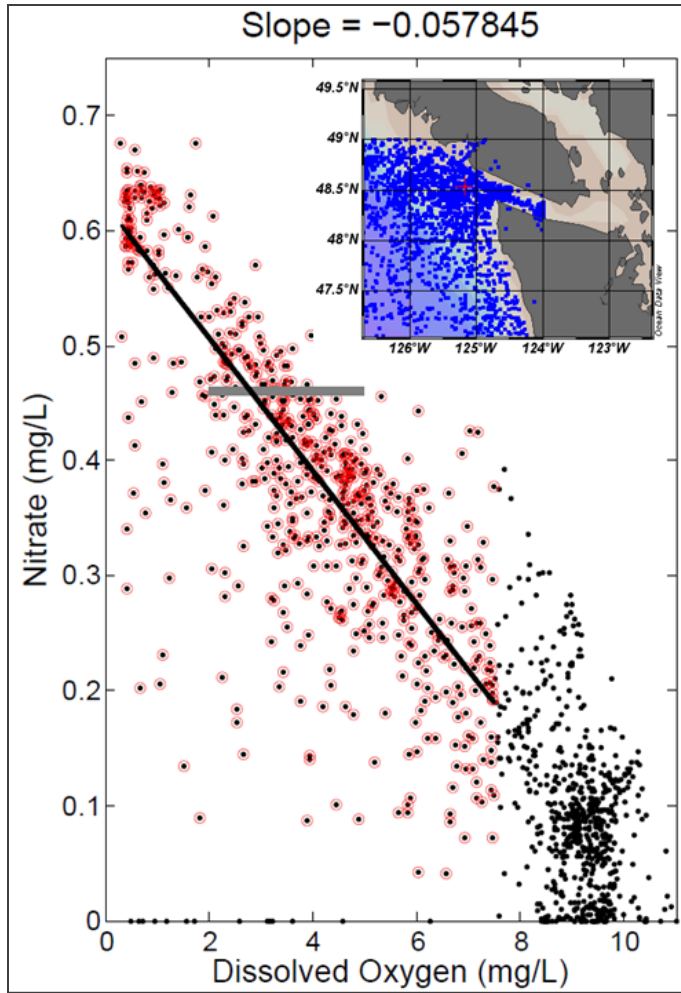 Slope = −0.057845
0.7
0.6
0.5
0.4
0.3
0.2
0.1
0
Nitrate (mg/L)
49.5°N
49°N
48.5°N
48°N
47.5°N
126°W 125°W 124°W 123°W
Ocean Data View
0 2 4 6 8 10
Dissolved Oxygen (mg/L)